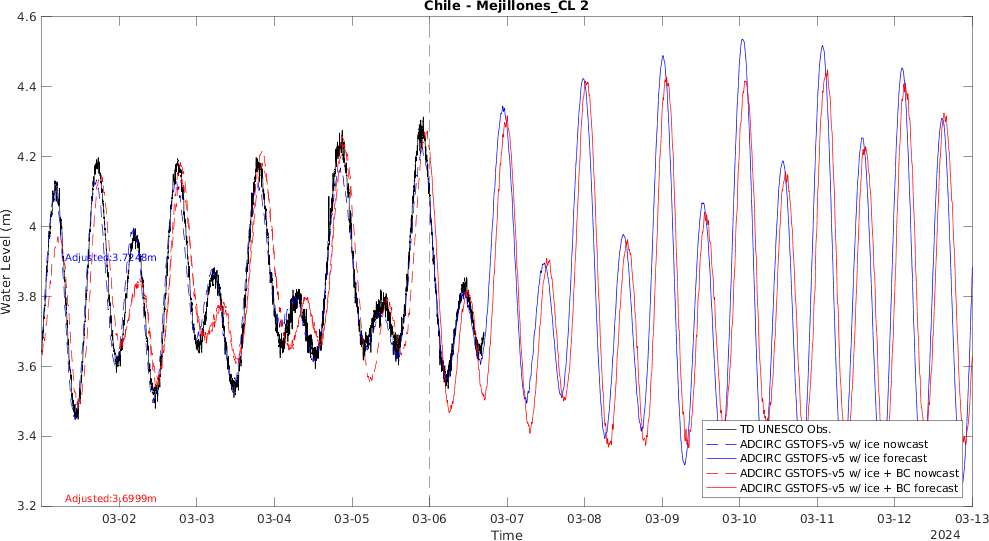 Chile - Mejillones_CL 2
4.6
4.4
4.2
4
3.8
3.6
3.4
3.2
Water Level (m)
Adjusted:3.7248m
Adjusted:3.6999m
TD UNESCO Obs.
ADCIRC GSTOFS-v5 w/ ice nowcast
ADCIRC GSTOFS-v5 w/ ice forecast
ADCIRC GSTOFS-v5 w/ ice + BC nowcast
ADCIRC GSTOFS-v5 w/ ice + BC forecast
03-02 03-03 03-04 03-05 03-06 03-07 03-08 03-09 03-10 03-11 03-12 03-13
Time
2024